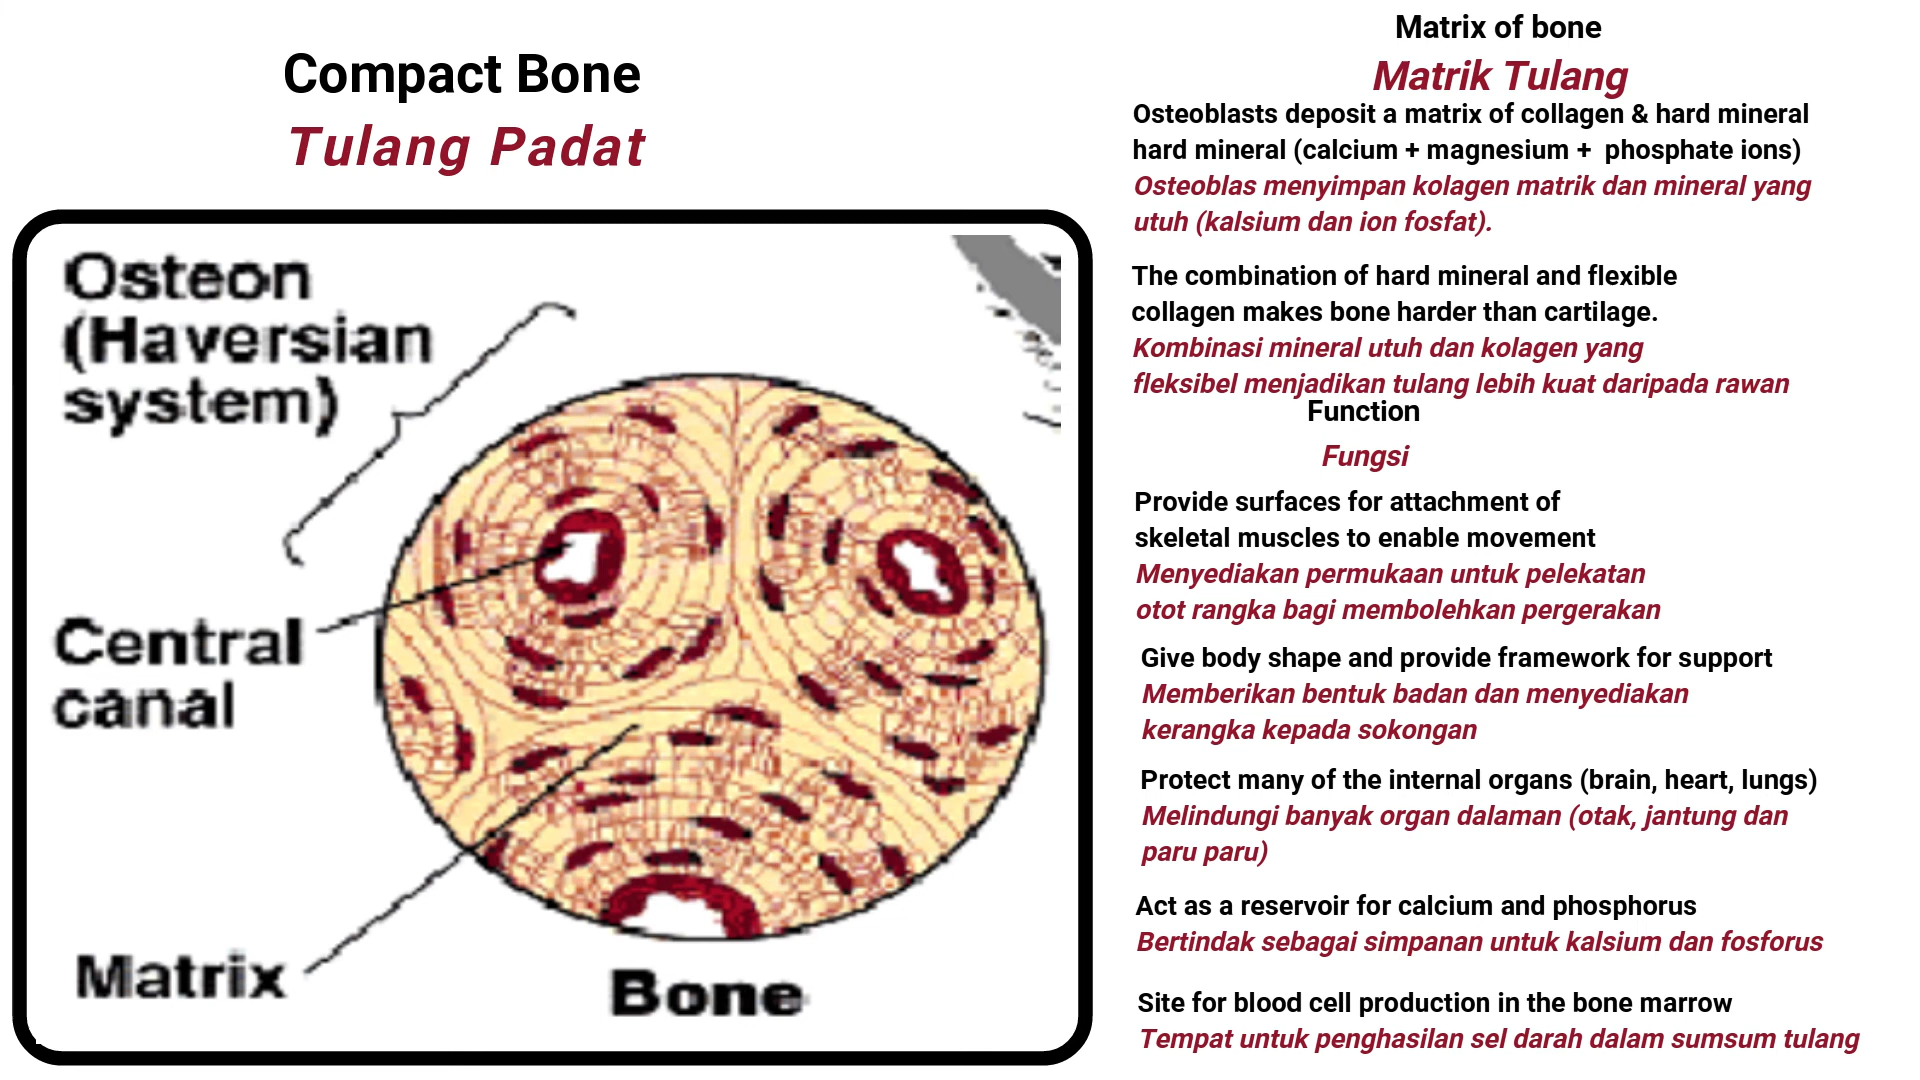 Compact Bone
Tulang Padat
Osteon
(Haversian
system)
Central
canal
Matrix
Bone
Matrix of bone
Matrik Tulang
Osteoblasts deposit a matrix of collagen & hard mineral
hard mineral (calcium + magnesium + phosphate ions)
Osteoblas menyimpan kolagen matrik dan mineral yang
utuh (kalsium dan ion fosfat).
The combination of hard mineral and flexible
collagen makes bone harder than cartilage.
Kombinasi mineral utuh dan kolagen yang
fleksibel menjadikan tulang lebih kuat daripada rawan
Function
Fungsi
Provide surfaces for attachment of
skeletal muscles to enable movement
Menyediakan permukaan untuk pelekatan
otot rangka bagi membolehkan pergerakan
Give body shape and provide framework for support
Memberikan bentuk badan dan menyediakan
kerangka kepada sokongan
Protect many of the internal organs (brain, heart, lungs)
Melindungi banyak organ dalaman (otak, jantung dan
paru paru)
Act as a reservoir for calcium and phosphorus
Bertindak sebagai simpanan untuk kalsium dan fosforus
Site for blood cell production in the bone marrow
Tempat untuk penghasilan sel darah dalam sumsum tulang